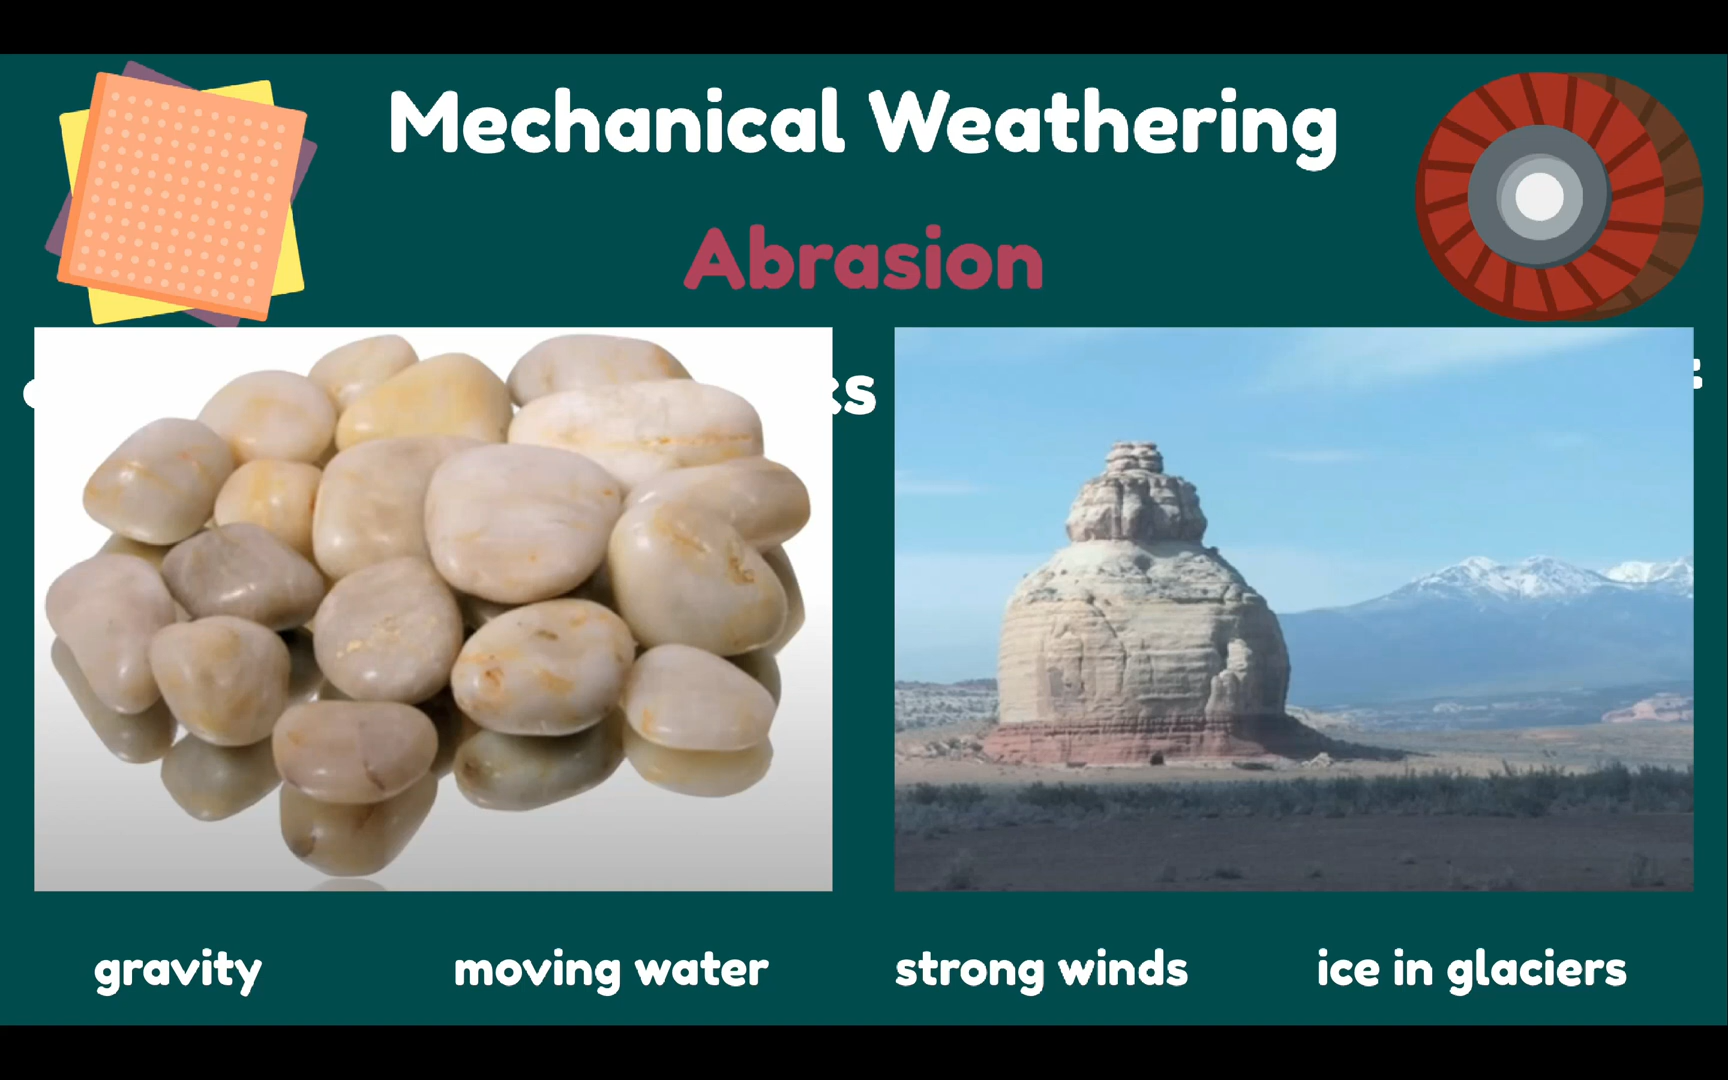 Mechanical Weathering
Abrasion
gravity moving water strong winds ice in glaciers